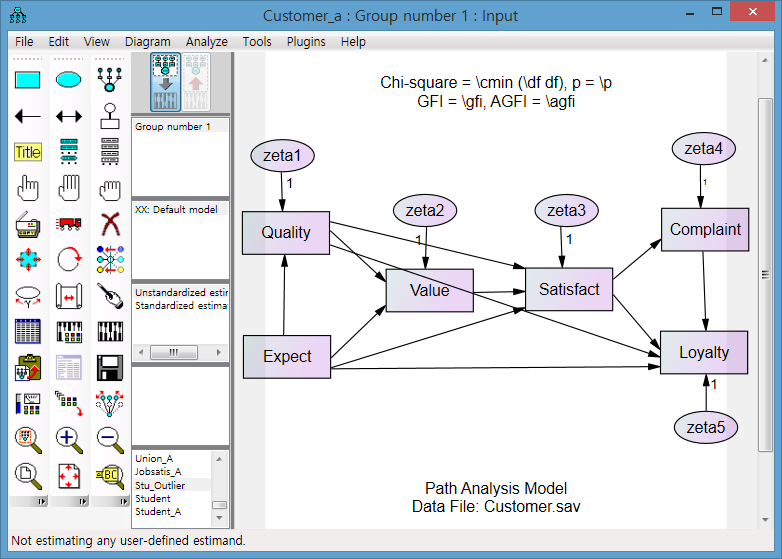 Customer_a : Group number 1 : Input
File Edit View Diagram Analyze Tools Plugins Help
Title
Group number 1
XX: Default model
Unstandardized estir
Standardized estima
Union_A
Jobsatis_A
Stu_Outlier
Student
Student_A
Chi-square = \cmin (\df df), p = \p
GFI = \gfi, AGFI = \agfi
zeta1
1
zeta2
1
zeta3
1
zeta4
1
Quality
Value
Satisfact
Complaint
Expect
Loyalty
1
zeta5
Path Analysis Model
Data File: Customer.sav
BC
Not estimating any user-defined estimand.